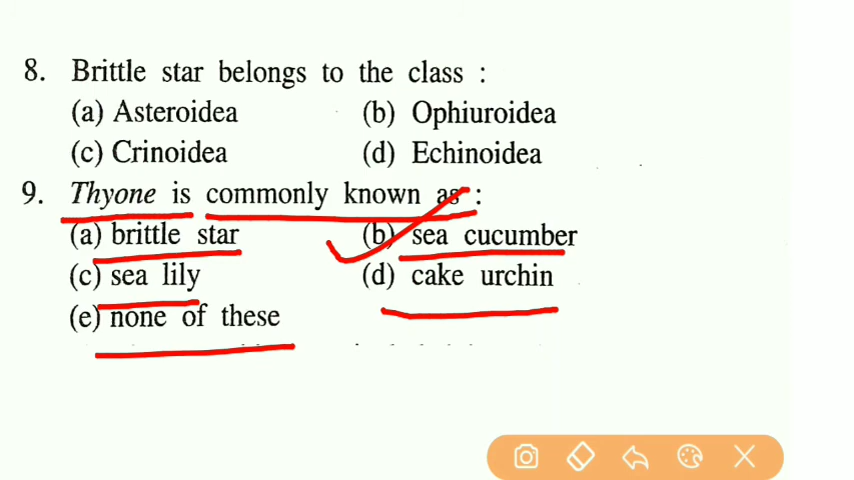 8. Brittle star belongs to the class :
(a) Asteroidea (b) Ophiuroidea
(c) Crinoidea (d) Echinoidea
9. Thyone is commonly known as :
(a) brittle star (b) sea cucumber
(c) sea lily (d) cake urchin
(e) none of these